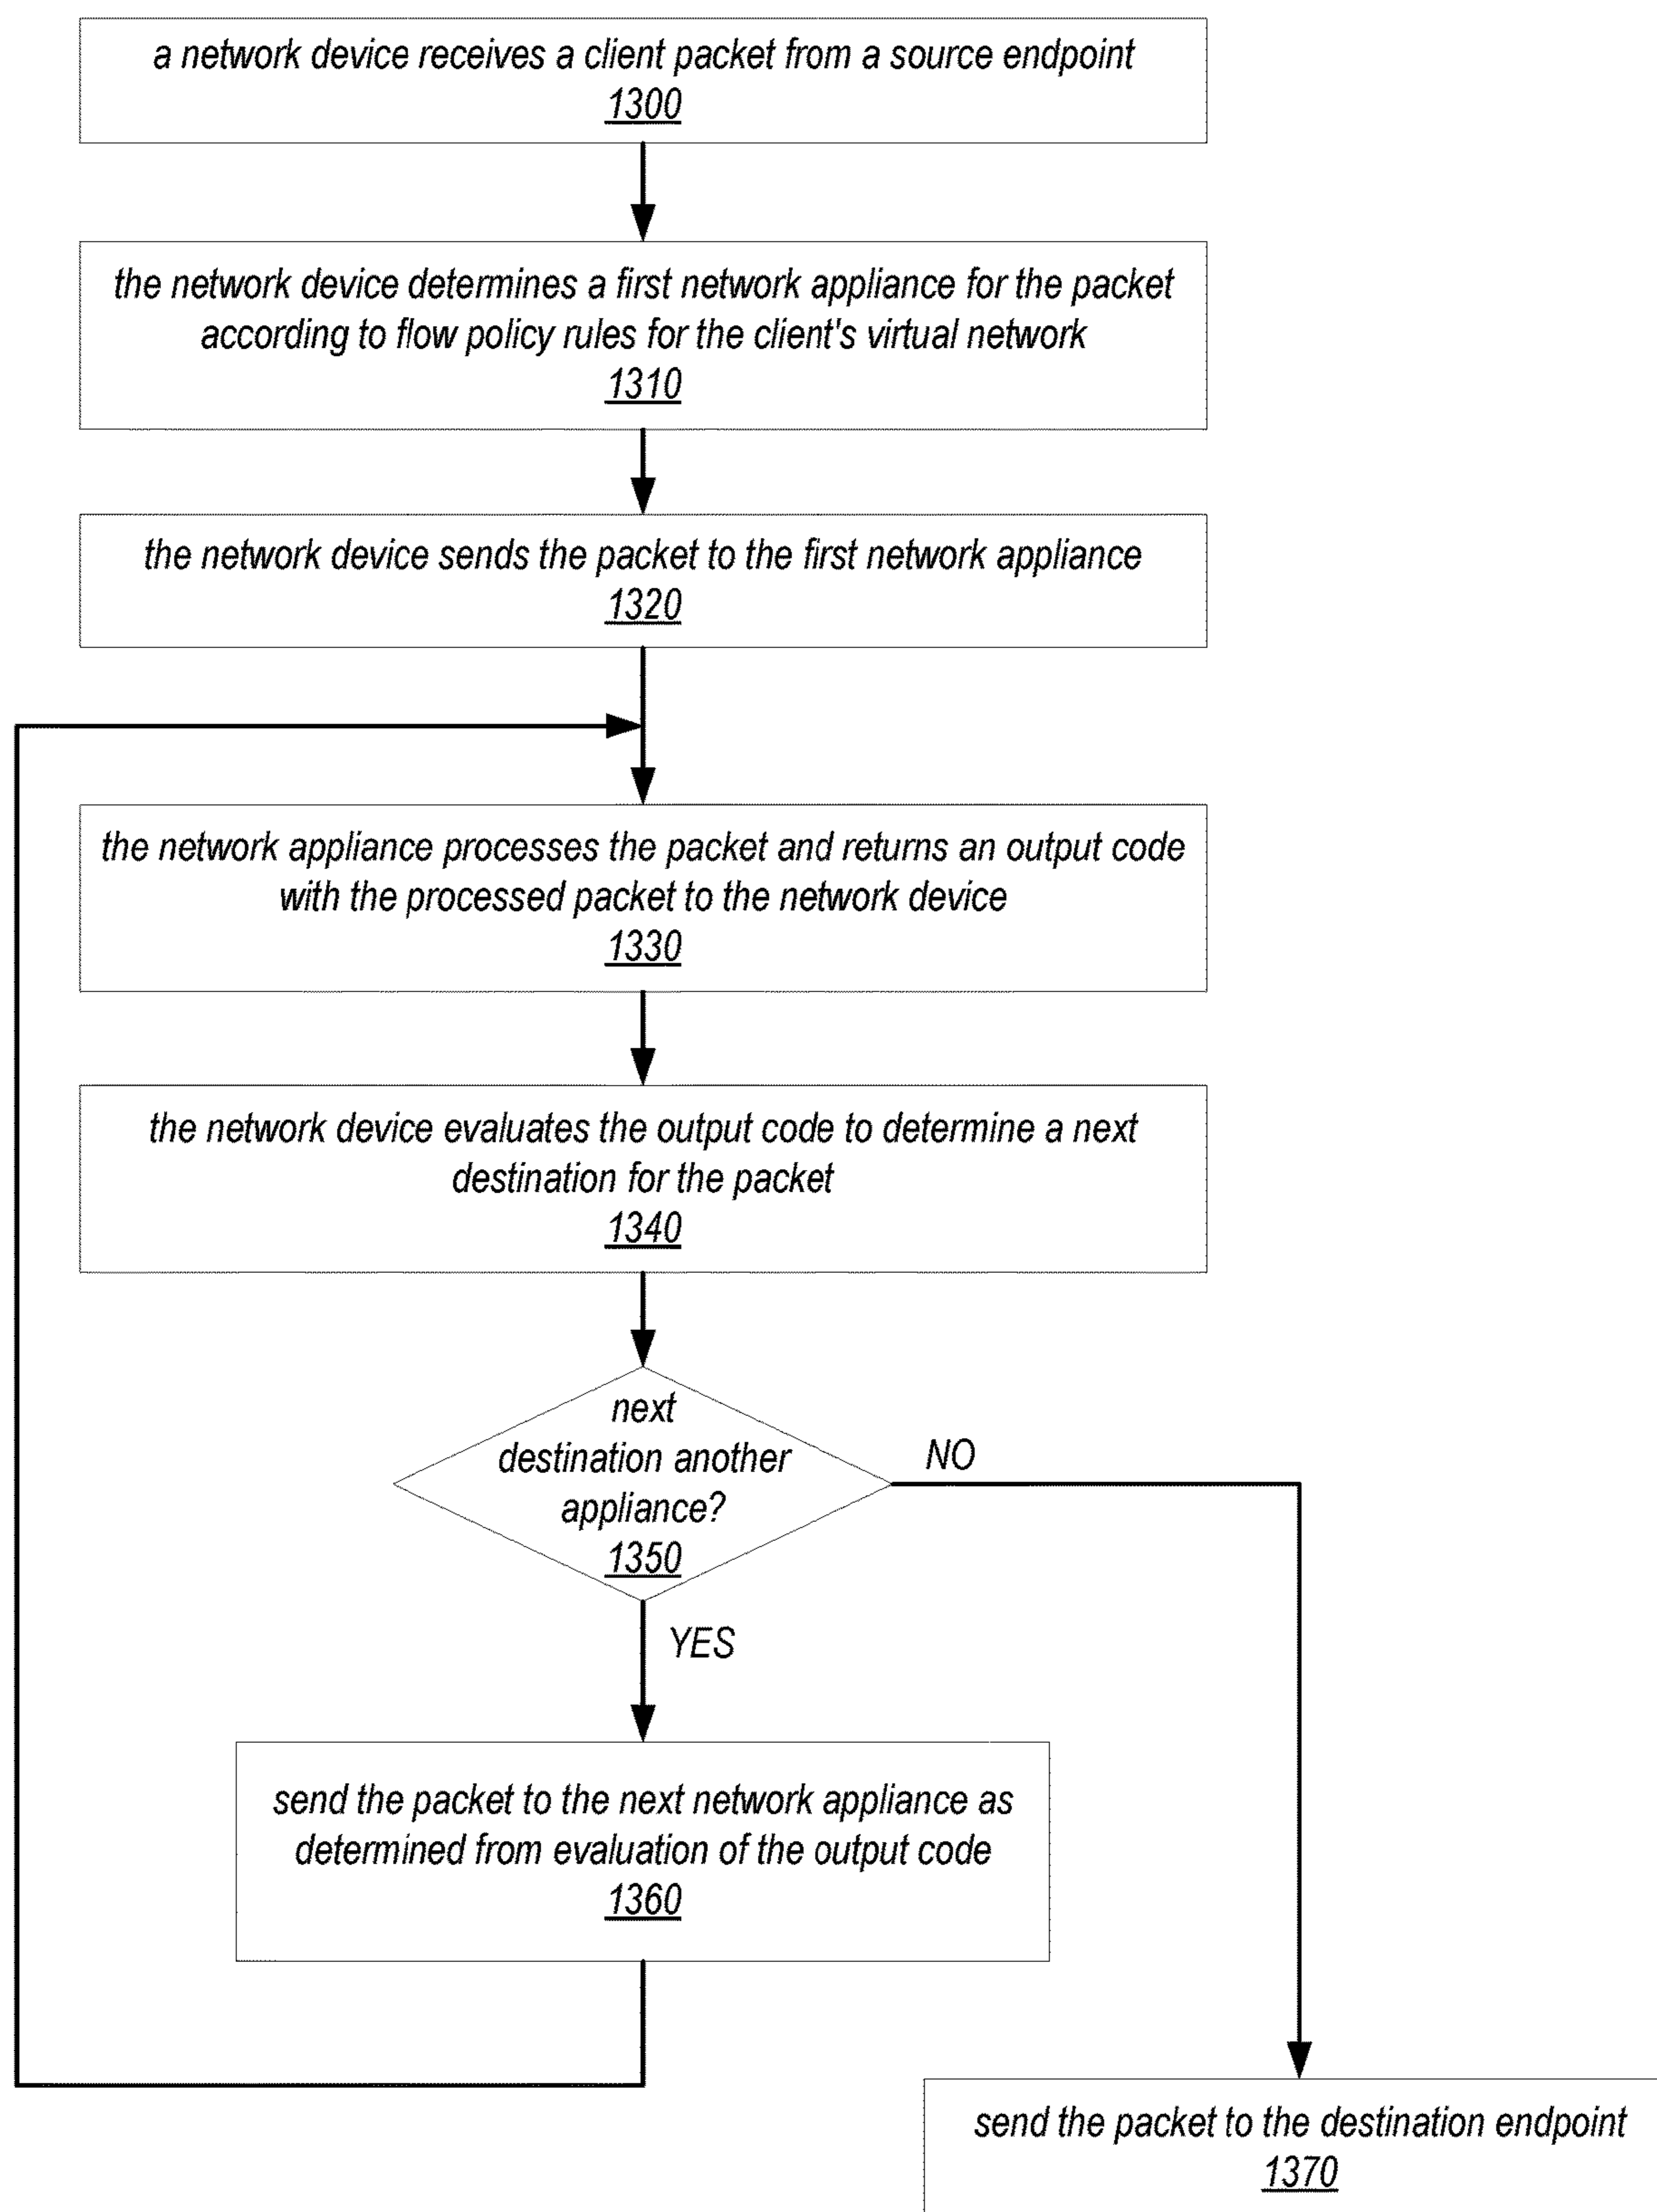 a network device receives a client packet from a source endpoint
1300
the network device determines a first network appliance for the packet
according to flow policy rules for the client's virtual network
1310
the network device sends the packet to the first network appliance
1320
the network appliance processes the packet and returns an output code
with the processed packet to the network device
1330
the network device evaluates the output code to determine a next
destination for the packet
1340
next
destination another
appliance?
1350
NO
YES
send the packet to the next network appliance as
determined from evaluation of the output code
1360
send the packet to the destination endpoint
1370